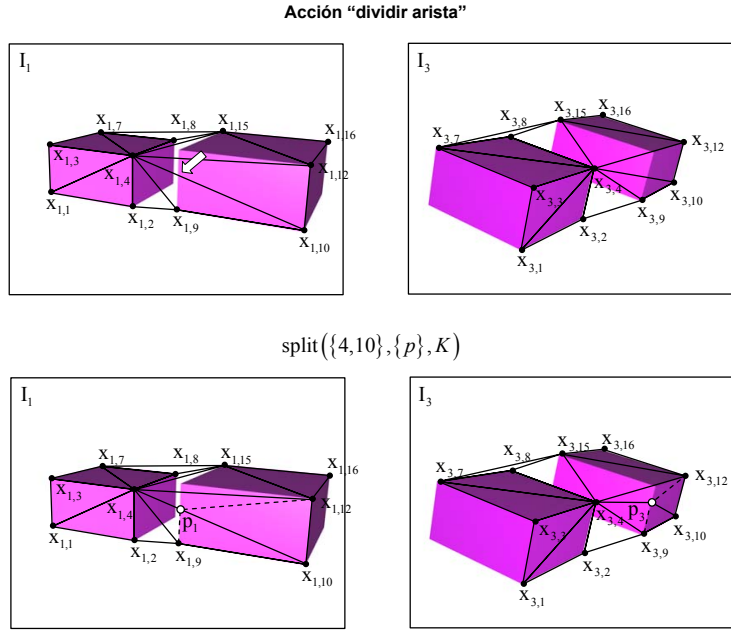 Acción “dividir arista”
I₁
x₁,₇
x₁,₈
x₁,₁₅
x₁,₁₆
x₁,₃
x₁,₄
x₁,₁₂
x₁,₁
x₁,₂
x₁,₉
x₁,₁₀
I₃
x₃,₁₅
x₃,₁₆
x₃,₈
x₃,₇
x₃,₁₂
x₃,₃
x₃,₄
x₃,₁₀
x₃,₉
x₃,₂
x₃,₁
split({4,10},{p},K)
I₁
x₁,₇
x₁,₈
x₁,₁₅
x₁,₁₆
x₁,₃
x₁,₄
x₁,₁₂
p₁
x₁,₁
x₁,₂
x₁,₉
x₁,₁₀
I₃
x₃,₁₅
x₃,₁₆
x₃,₈
x₃,₇
x₃,₁₂
x₃,₃
x₃,₄
p₃
x₃,₁₀
x₃,₉
x₃,₂
x₃,₁